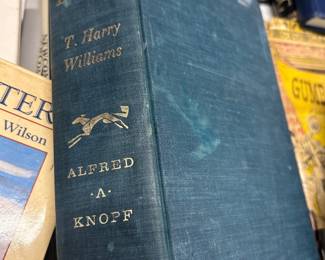 T. Harry
Williams
ALFRED
· A ·
KNOPF
TER
Wilson
GUM